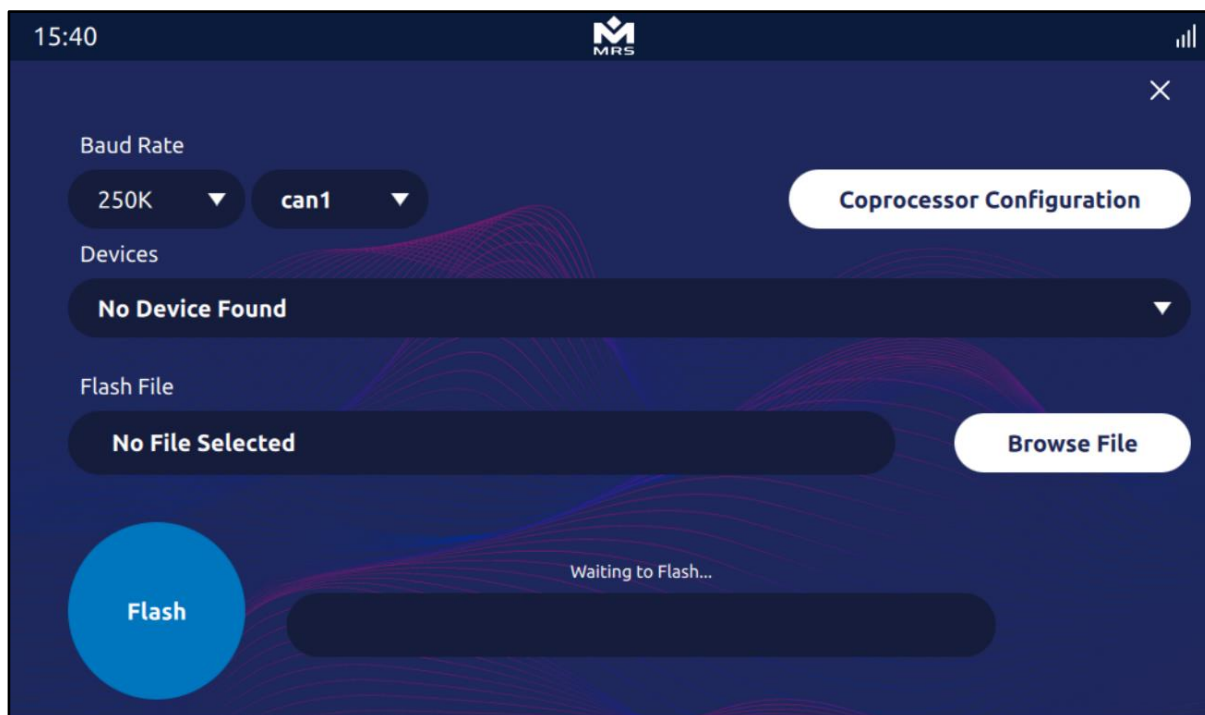 15:40
MRS
Baud Rate
250K can1 Coprocessor Configuration
Devices
No Device Found
Flash File
No File Selected Browse File
Waiting to Flash...
Flash